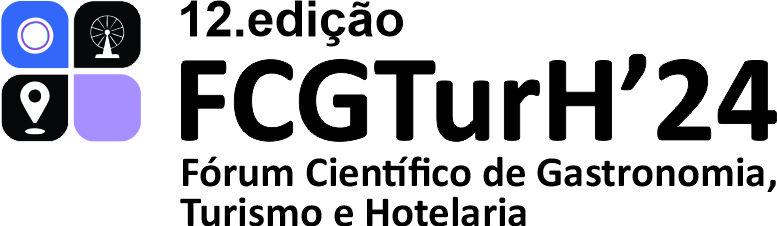 12.edição
FCGTurH’24
Fórum Científico de Gastronomia,
Turismo e Hotelaria